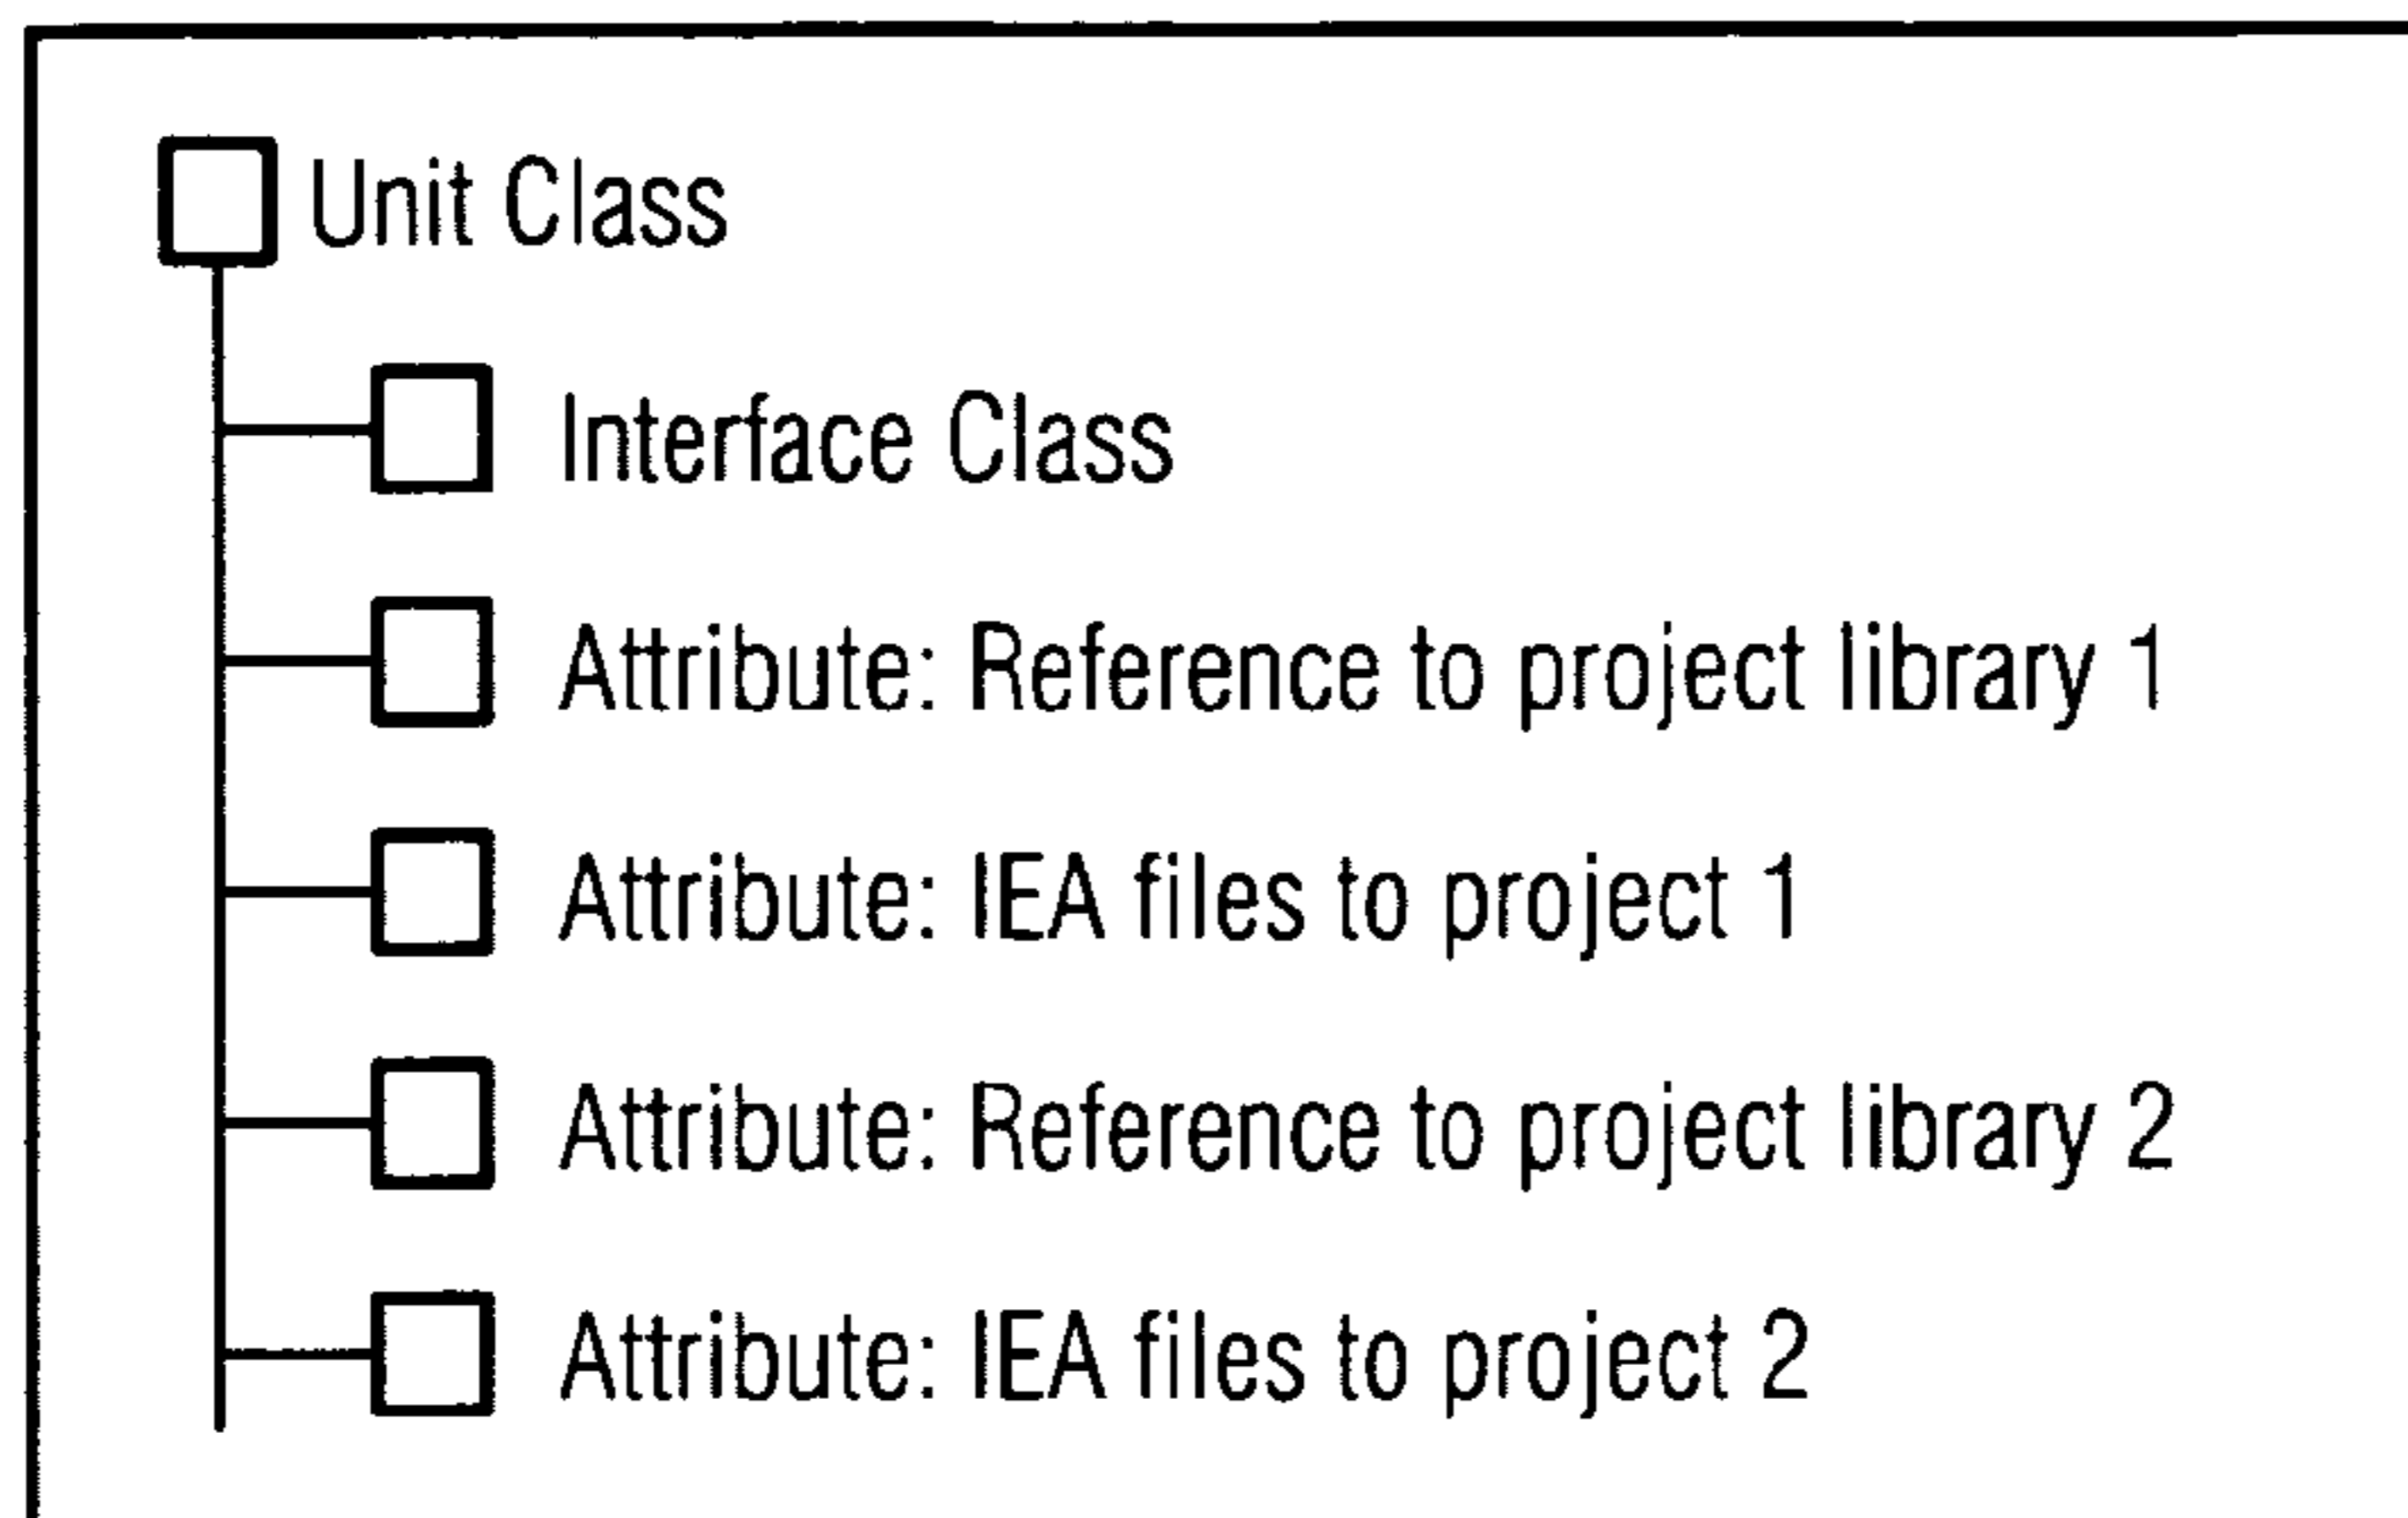 Unit Class
Interface Class
Attribute: Reference to project library 1
Attribute: IEA files to project 1
Attribute: Reference to project library 2
Attribute: IEA files to project 2